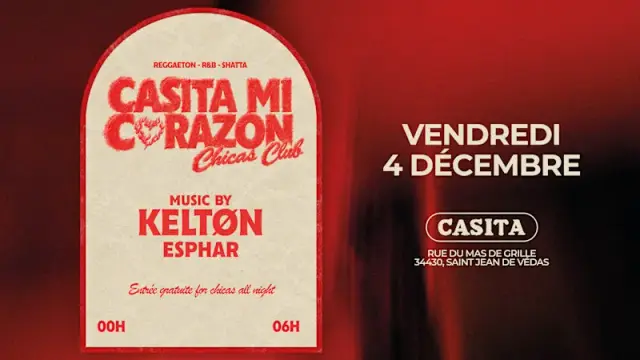 REGGAETON - R&B - SHATTA
CASITA MI
CORAZON
Chicas Club
MUSIC BY
KELTØN
ESPHAR
Entrée gratuite for chicas all night
00H
06H
VENDREDI
4 DÉCEMBRE
CASITA
RUE DU MAS DE GRILLE
34430, SAINT JEAN DE VÉDAS